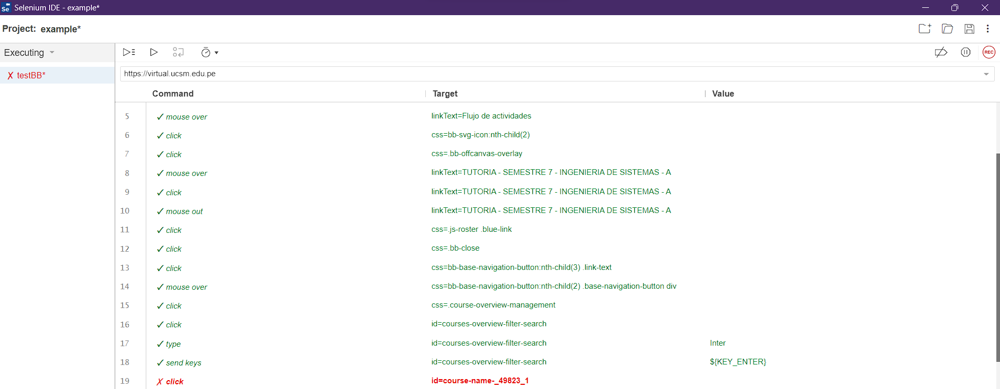 Se Selenium IDE - example*
Project: example*
Executing
REC
X testBB*
https://virtual.ucsm.edu.pe
Command Target Value
5 ✓ mouse over linkText=Flujo de actividades
6 ✓ click css=bb-svg-icon:nth-child(2)
7 ✓ click css=.bb-offcanvas-overlay
8 ✓ mouse over linkText=TUTORIA - SEMESTRE 7 - INGENIERIA DE SISTEMAS - A
9 ✓ click linkText=TUTORIA - SEMESTRE 7 - INGENIERIA DE SISTEMAS - A
10 ✓ mouse out linkText=TUTORIA - SEMESTRE 7 - INGENIERIA DE SISTEMAS - A
11 ✓ click css=.js-roster .blue-link
12 ✓ click css=.bb-close
13 ✓ click css=bb-base-navigation-button:nth-child(3) .link-text
14 ✓ mouse over css=bb-base-navigation-button:nth-child(2) .base-navigation-button div
15 ✓ click css=.course-overview-management
16 ✓ click id=courses-overview-filter-search
17 ✓ type id=courses-overview-filter-search Inter
18 ✓ send keys id=courses-overview-filter-search ${KEY_ENTER}
19 ✗ click id=course-name-_49823_1